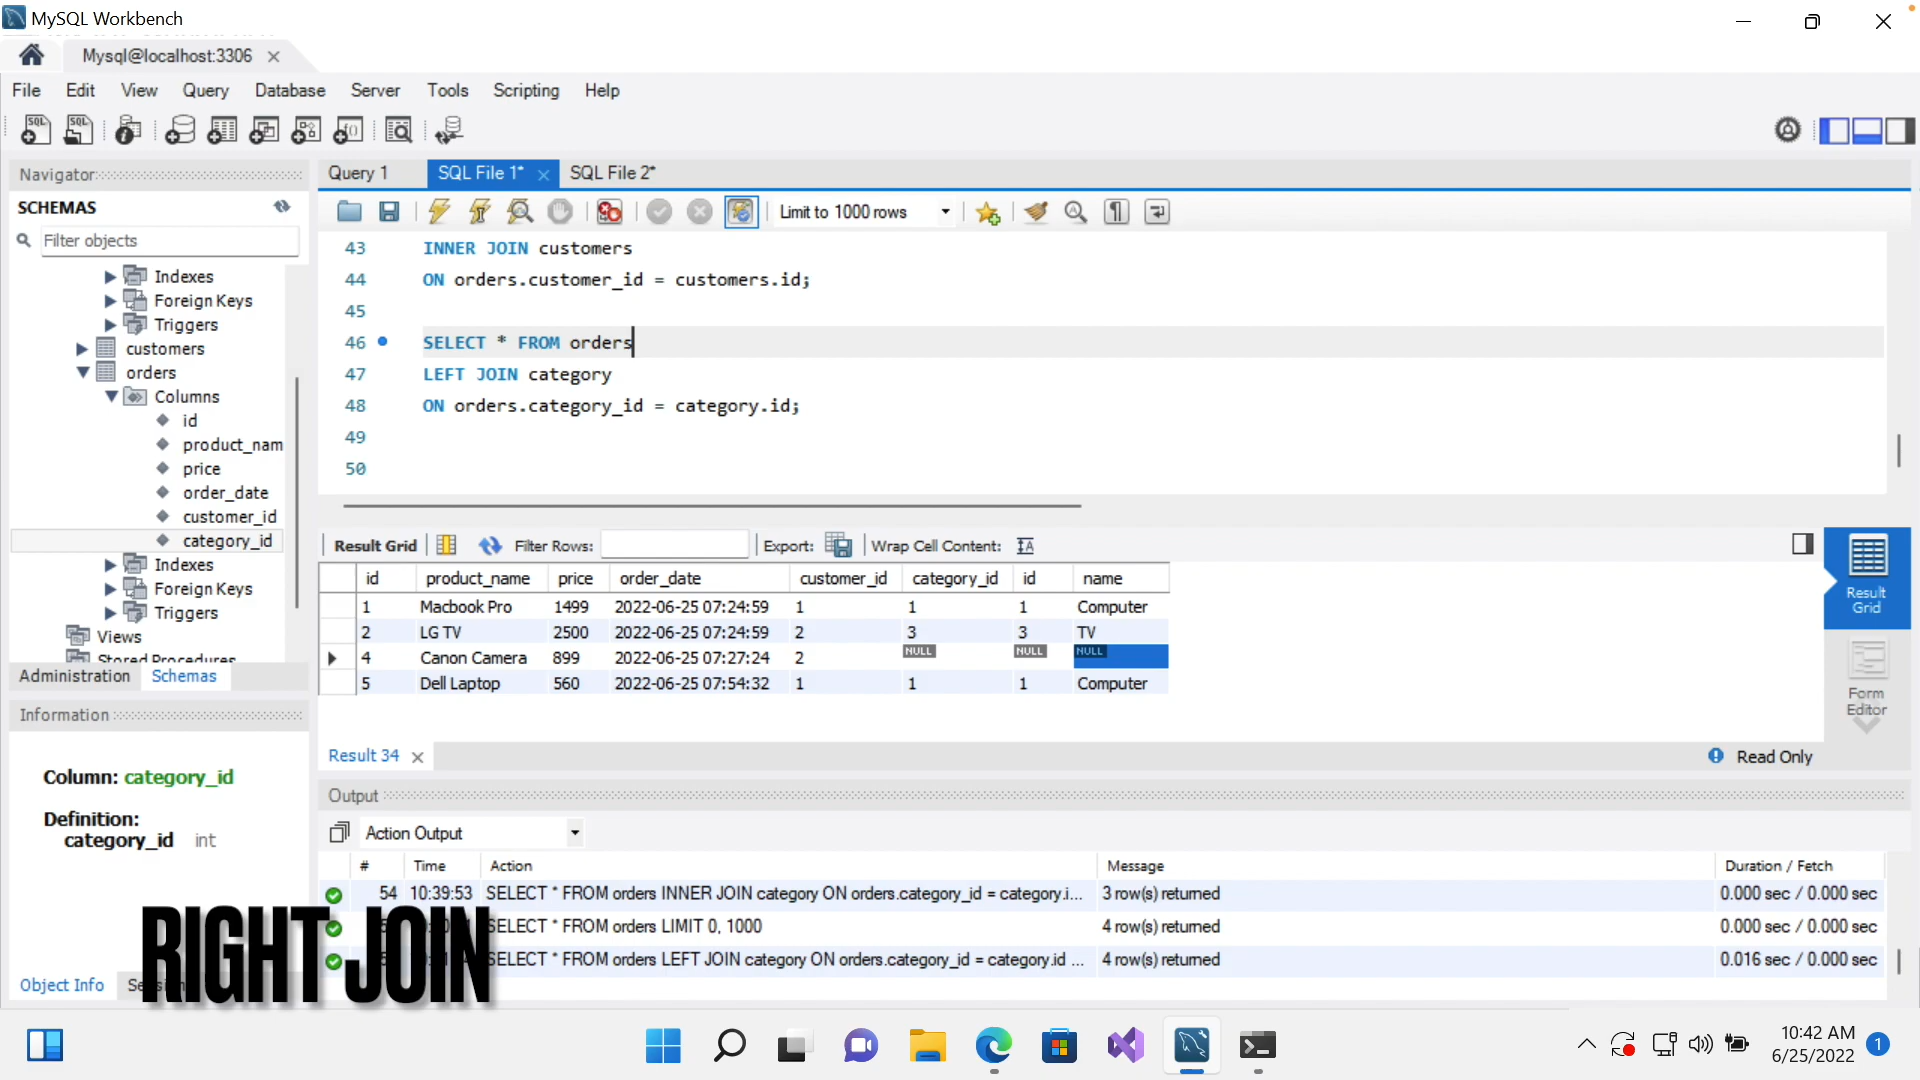 MySQL Workbench
Mysql@localhost:3306
File Edit View Query Database Server Tools Scripting Help
Navigator
SCHEMAS
Filter objects
Indexes
Foreign Keys
Triggers
customers
orders
Columns
id
product_nam
price
order_date
customer_id
category_id
Indexes
Foreign Keys
Triggers
Views
Stored Procedures
Administration Schemas
Information
Column: category_id
Definition:
category_id int
Object Info
Query 1 SQL File 1* SQL File 2*
Limit to 1000 rows
43 INNER JOIN customers
44 ON orders.customer_id = customers.id;
45
46 SELECT * FROM orders
47 LEFT JOIN category
48 ON orders.category_id = category.id;
49
50
Result Grid Filter Rows: Export: Wrap Cell Content:
id product_name price order_date customer_id category_id id name
1 Macbook Pro 1499 2022-06-25 07:24:59 1 1 1 Computer
2 LG TV 2500 2022-06-25 07:24:59 2 3 3 TV
4 Canon Camera 899 2022-06-25 07:27:24 2 NULL NULL NULL
5 Dell Laptop 560 2022-06-25 07:54:32 1 1 1 Computer
Result Grid
Form Editor
Result 34
Read Only
Output
Action Output
# Time Action Message Duration / Fetch
54 10:39:53 SELECT * FROM orders INNER JOIN category ON orders.category_id = category.i... 3 row(s) returned 0.000 sec / 0.000 sec
SELECT * FROM orders LIMIT 0, 1000 4 row(s) returned 0.000 sec / 0.000 sec
SELECT * FROM orders LEFT JOIN category ON orders.category_id = category.id ... 4 row(s) returned 0.016 sec / 0.000 sec
RIGHT JOIN
10:42 AM
6/25/2022
1